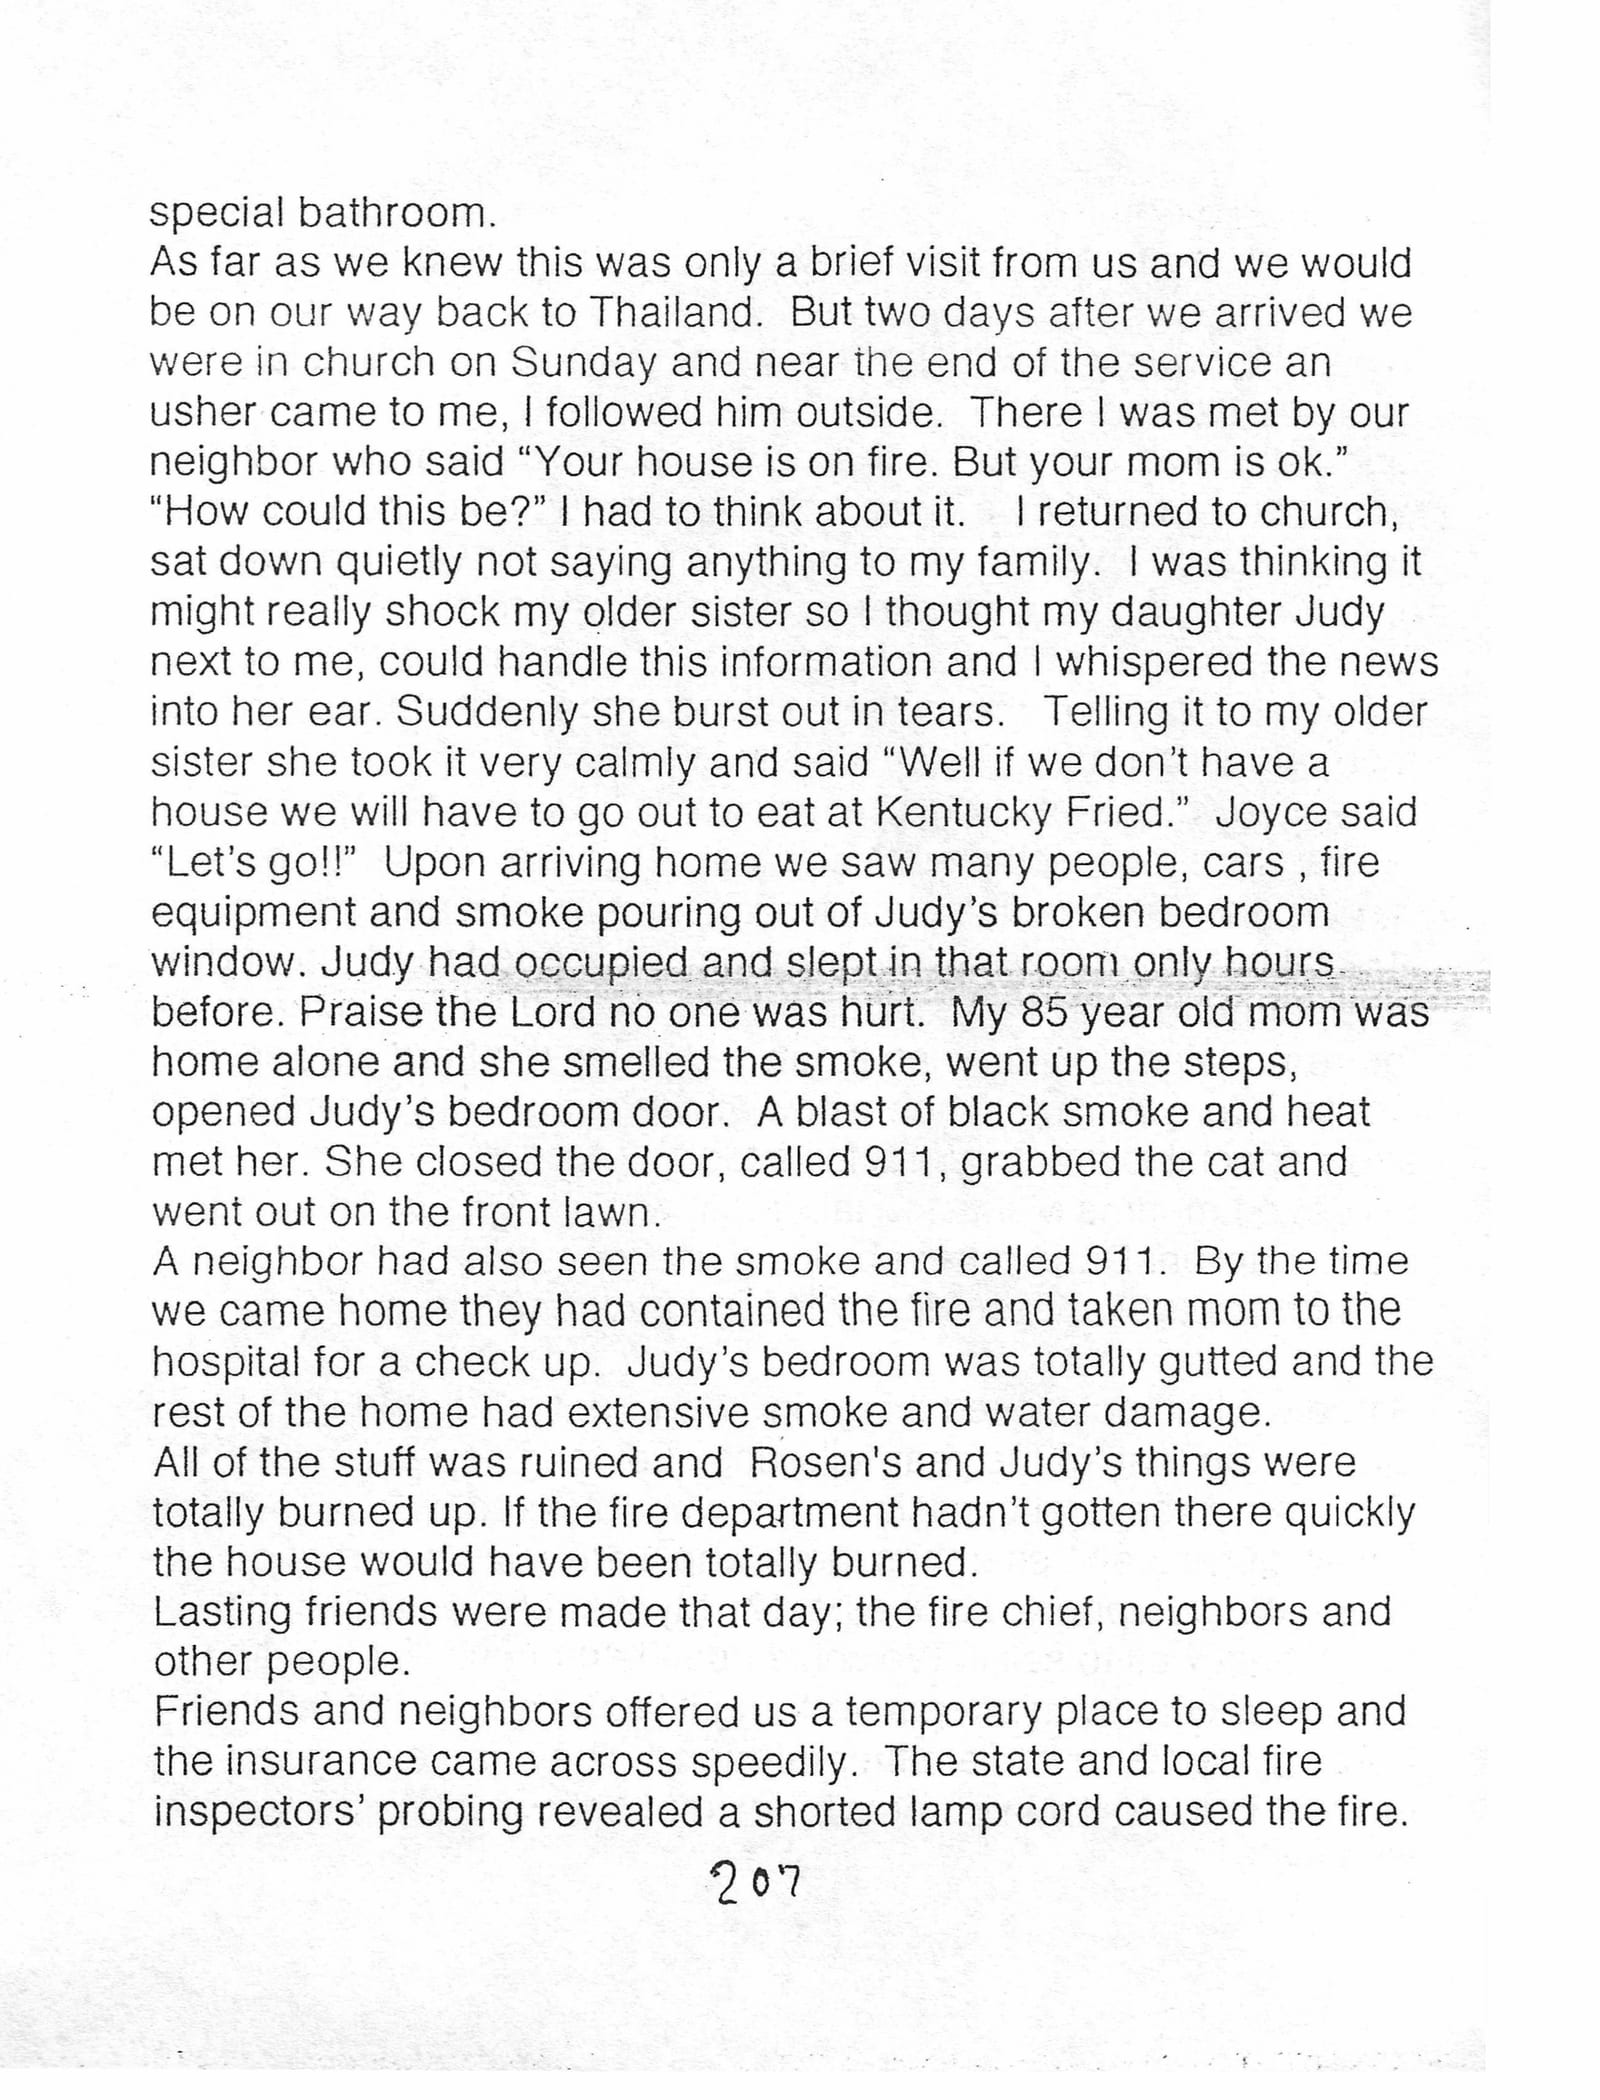 special bathroom.
As far as we knew this was only a brief visit from us and we would
be on our way back to Thailand.  But two days after we arrived we
were in church on Sunday and near the end of the service an
usher came to me, I followed him outside.  There I was met by our
neighbor who said “Your house is on fire. But your mom is ok.”
“How could this be?” I had to think about it.   I returned to church,
sat down quietly not saying anything to my family.  I was thinking it
might really shock my older sister so I thought my daughter Judy
next to me, could handle this information and I whispered the news
into her ear. Suddenly she burst out in tears.   Telling it to my older
sister she took it very calmly and said “Well if we don’t have a
house we will have to go out to eat at Kentucky Fried.”  Joyce said
“Let’s go!!”  Upon arriving home we saw many people, cars , fire
equipment and smoke pouring out of Judy’s broken bedroom
window. Judy had occupied and slept in that room only hours
before. Praise the Lord no one was hurt.  My 85 year old mom was
home alone and she smelled the smoke, went up the steps,
opened Judy’s bedroom door.  A blast of black smoke and heat
met her. She closed the door, called 911, grabbed the cat and
went out on the front lawn.
A neighbor had also seen the smoke and called 911.  By the time
we came home they had contained the fire and taken mom to the
hospital for a check up.  Judy’s bedroom was totally gutted and the
rest of the home had extensive smoke and water damage.
All of the stuff was ruined and  Rosen's and Judy’s things were
totally burned up. If the fire department hadn’t gotten there quickly
the house would have been totally burned.
Lasting friends were made that day; the fire chief, neighbors and
other people.
Friends and neighbors offered us a temporary place to sleep and
the insurance came across speedily.  The state and local fire
inspectors’ probing revealed a shorted lamp cord caused the fire.
207